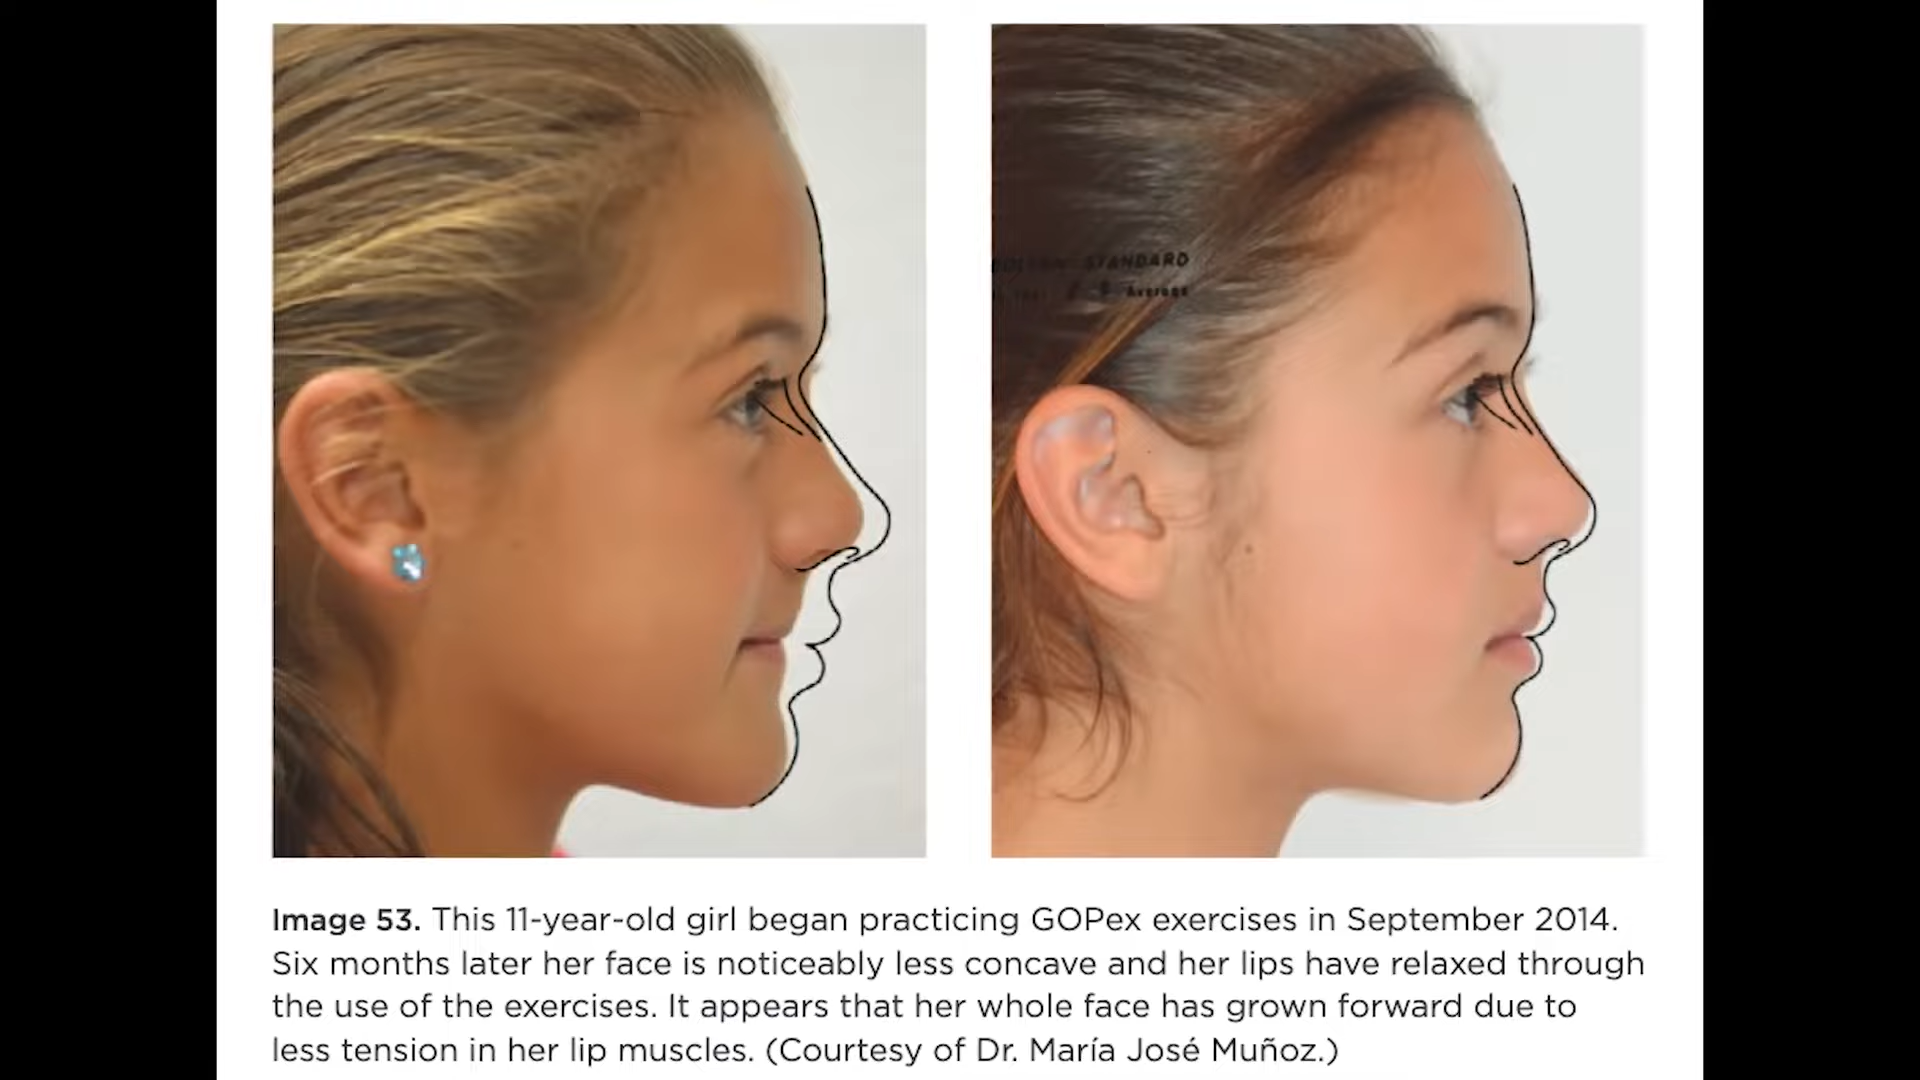 STANDARD
Average
Image 53. This 11-year-old girl began practicing GOPex exercises in September 2014.
Six months later her face is noticeably less concave and her lips have relaxed through
the use of the exercises. It appears that her whole face has grown forward due to
less tension in her lip muscles. (Courtesy of Dr. María José Muñoz.)